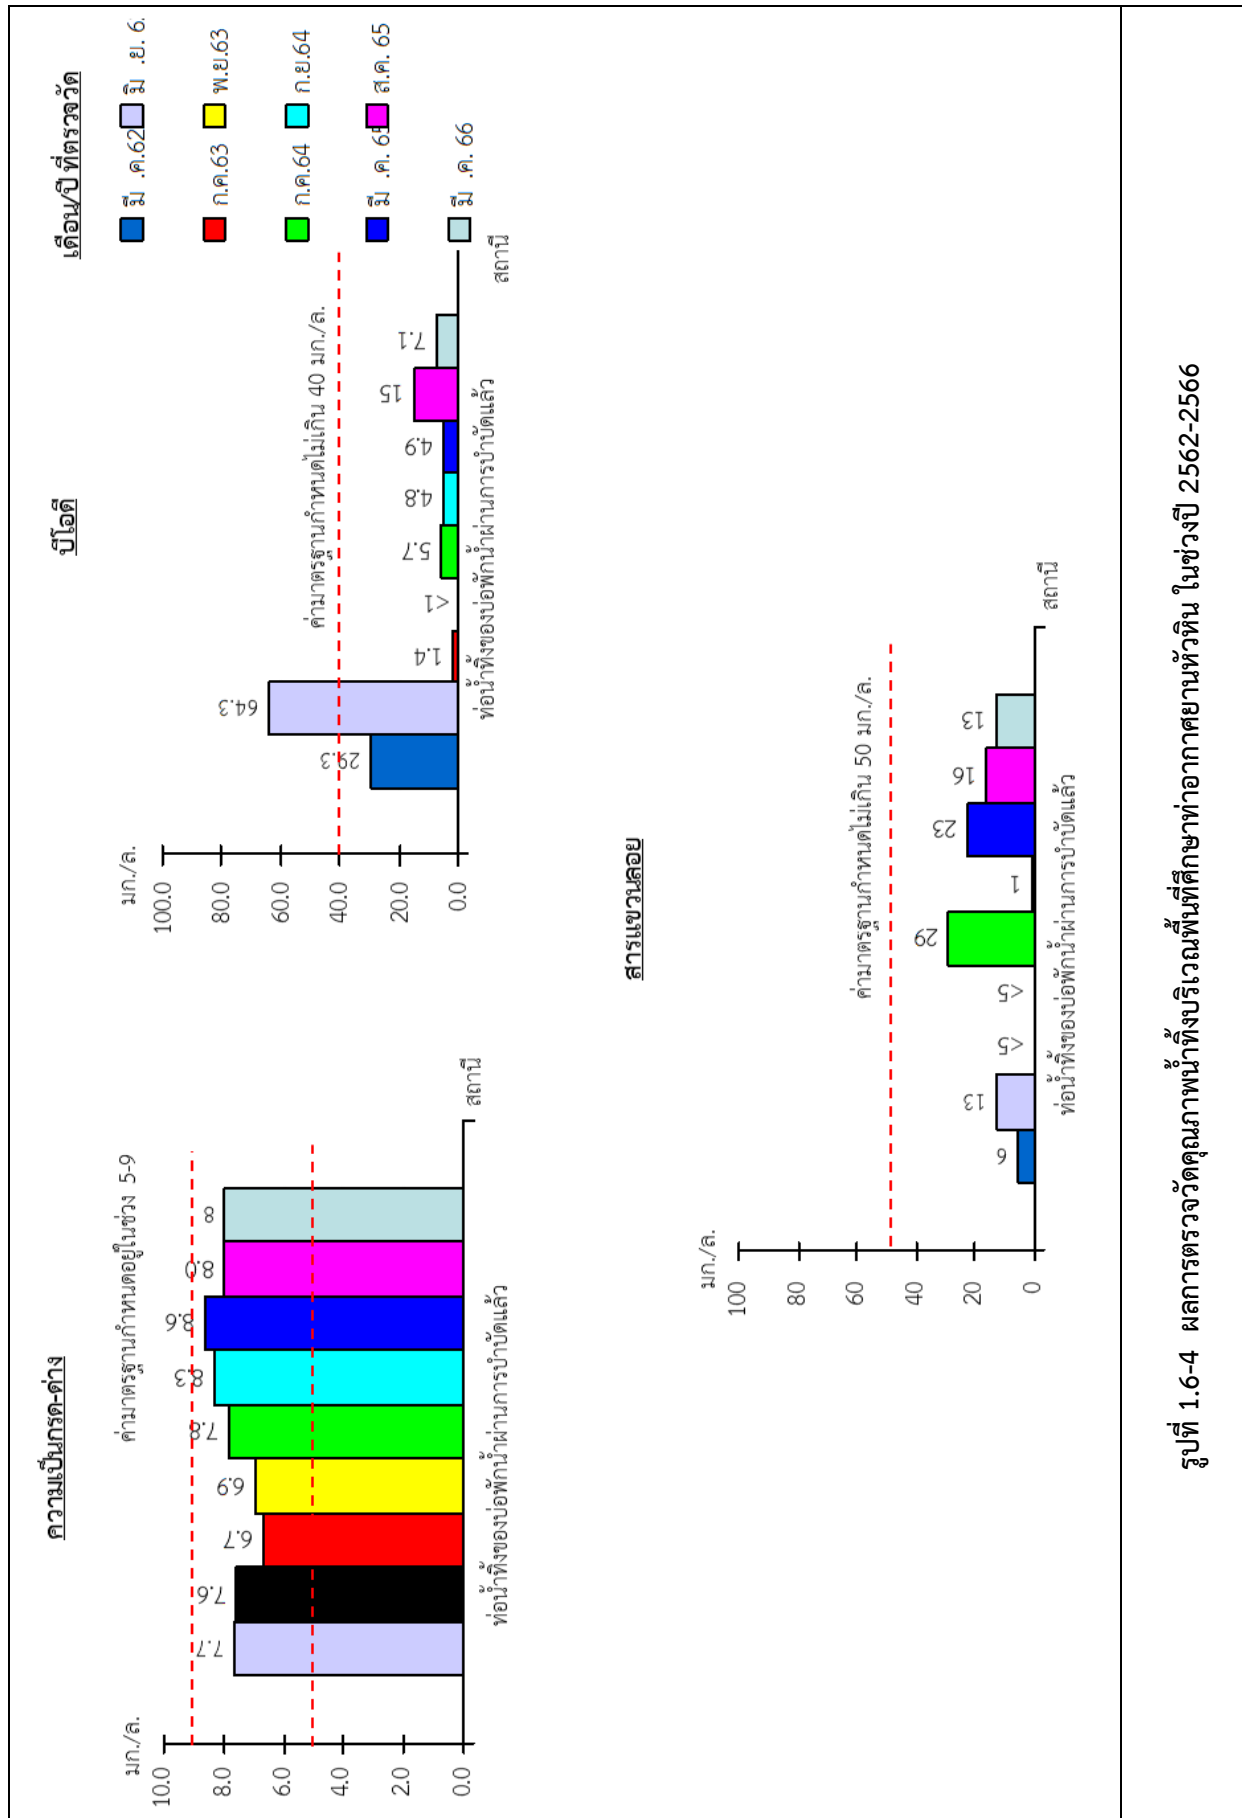 ความเป็นกรด-ด่าง
มก./ล.
ค่ามาตรฐานกำหนดอยู่ในช่วง 5-9
10.0
8.0
6.0
4.0
2.0
0.0
7.7
7.6
6.7
6.9
7.8
8.3
8.6
8.0
8
สถานี
ท่อน้ำทิ้งของบ่อพักน้ำผ่านการบำบัดแล้ว
บีโอดี
มก./ล.
ค่ามาตรฐานกำหนดไม่เกิน 40 มก./ล.
100.0
80.0
60.0
40.0
20.0
0.0
29.3
64.3
1.4
<1
5.7
4.8
4.9
15
7.1
สถานี
ท่อน้ำทิ้งของบ่อพักน้ำผ่านการบำบัดแล้ว
เดือน/ปี ที่ตรวจวัด
มี .ค.62
มิ .ย. 6.
ก.ค.63
พ.ย.63
ก.ค.64
ก.ย.64
มี .ค. 65
ส.ค. 65
มี .ค. 66
สารแขวนลอย
มก./ล.
ค่ามาตรฐานกำหนดไม่เกิน 50 มก./ล.
100
80
60
40
20
0
6
13
<5
<5
29
1
23
16
13
สถานี
ท่อน้ำทิ้งของบ่อพักน้ำผ่านการบำบัดแล้ว
รูปที่ 1.6-4 ผลการตรวจวัดคุณภาพน้ำทิ้งบริเวณพื้นที่ศึกษาท่าอากาศยานหัวหิน ในช่วงปี 2562-2566